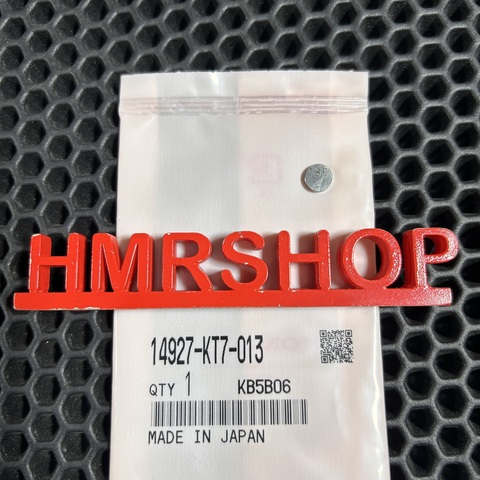 HMRSHOP
14927-KT7-013
QTY 1 KB5B06
MADE IN JAPAN